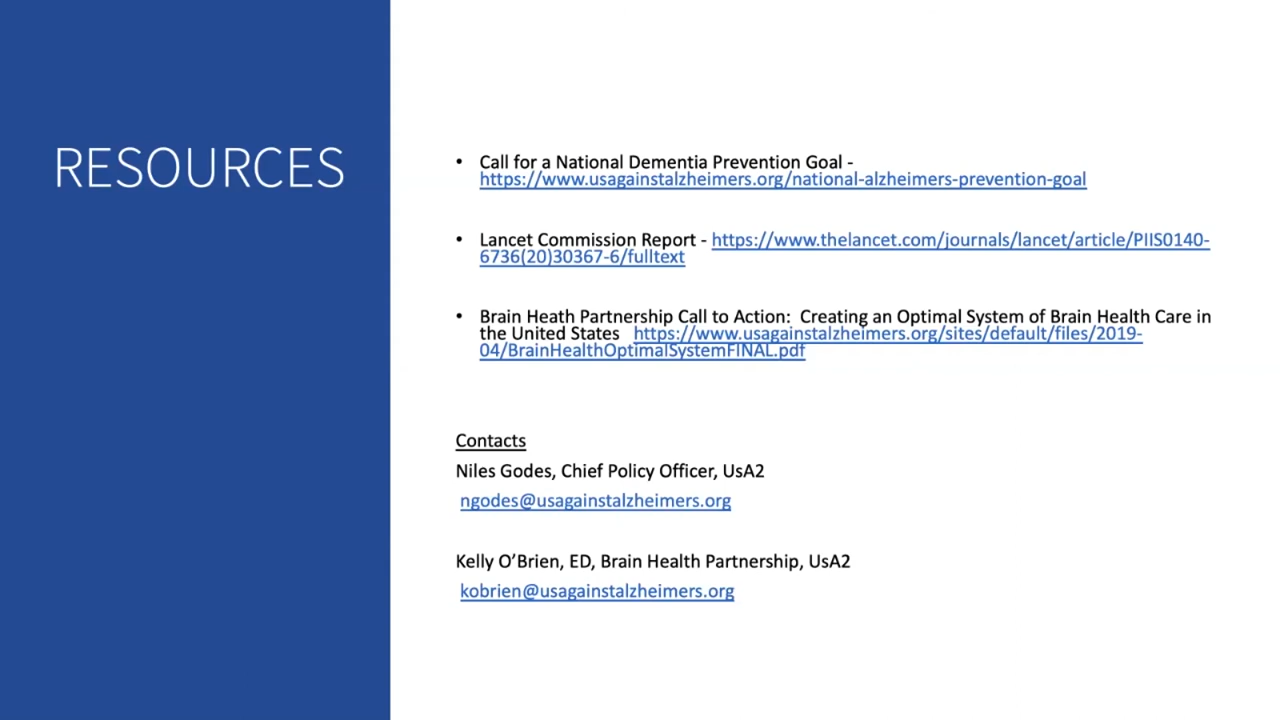 RESOURCES
• Call for a National Dementia Prevention Goal -
https://www.usagainstalzheimers.org/national-alzheimers-prevention-goal
• Lancet Commission Report - https://www.thelancet.com/journals/lancet/article/PIIS0140-
6736(20)30367-6/fulltext
• Brain Heath Partnership Call to Action:  Creating an Optimal System of Brain Health Care in
the United States   https://www.usagainstalzheimers.org/sites/default/files/2019-
04/BrainHealthOptimalSystemFINAL.pdf
Contacts
Niles Godes, Chief Policy Officer, UsA2
ngodes@usagainstalzheimers.org
Kelly O’Brien, ED, Brain Health Partnership, UsA2
kobrien@usagainstalzheimers.org